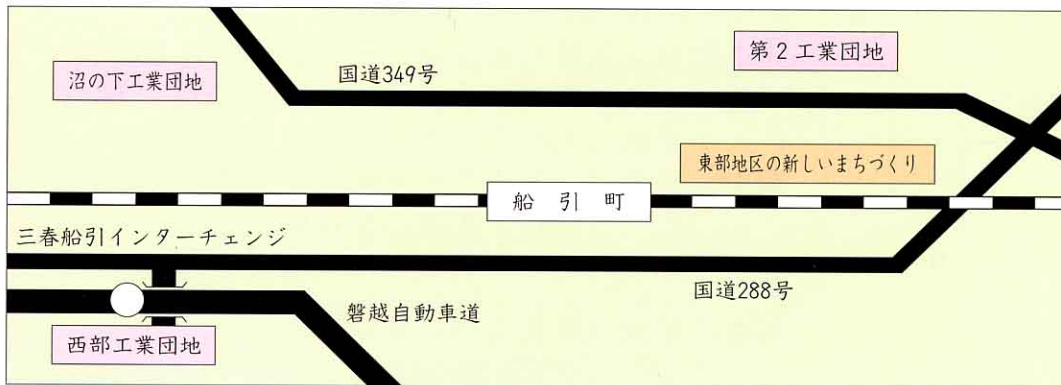 第2工業団地
沼の下工業団地
国道349号
東部地区の新しいまちづくり
船引町
三春船引インターチェンジ
国道288号
磐越自動車道
西部工業団地